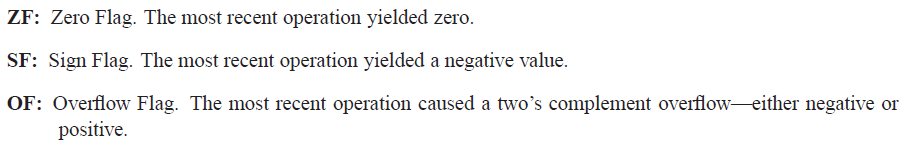 ZF: Zero Flag. The most recent operation yielded zero.
SF: Sign Flag. The most recent operation yielded a negative value.
OF: Overflow Flag. The most recent operation caused a two’s complement overflow—either negative or
positive.